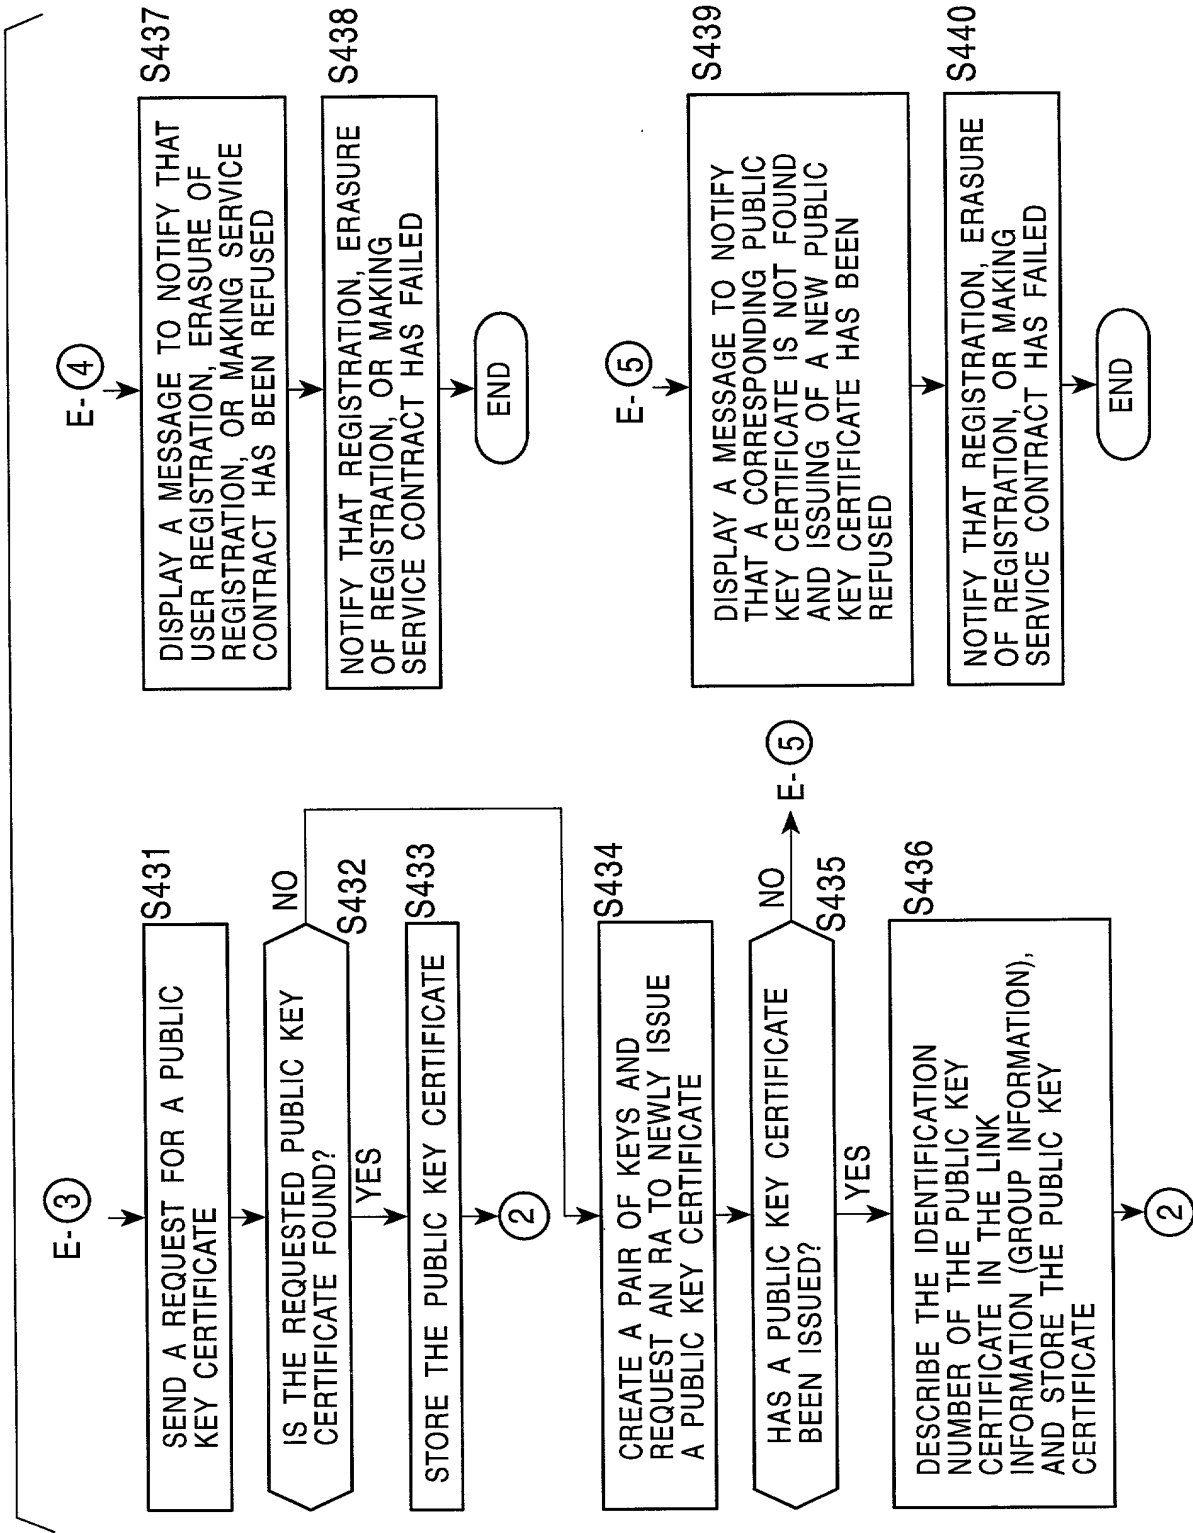 E-3
S431
SEND A REQUEST FOR A PUBLIC
KEY CERTIFICATE
IS THE REQUESTED PUBLIC KEY
CERTIFICATE FOUND?
NO
S432
YES
S433
STORE THE PUBLIC KEY CERTIFICATE
2
S434
CREATE A PAIR OF KEYS AND
REQUEST AN RA TO NEWLY ISSUE
A PUBLIC KEY CERTIFICATE
HAS A PUBLIC KEY CERTIFICATE
BEEN ISSUED?
NO
E-5
S435
YES
S436
DESCRIBE THE IDENTIFICATION
NUMBER OF THE PUBLIC KEY
CERTIFICATE IN THE LINK
INFORMATION (GROUP INFORMATION),
AND STORE THE PUBLIC KEY
CERTIFICATE
2
E-4
S437
DISPLAY A MESSAGE TO NOTIFY THAT
USER REGISTRATION, ERASURE OF
REGISTRATION, OR MAKING SERVICE
CONTRACT HAS BEEN REFUSED
S438
NOTIFY THAT REGISTRATION, ERASURE
OF REGISTRATION, OR MAKING
SERVICE CONTRACT HAS FAILED
END
E-5
S439
DISPLAY A MESSAGE TO NOTIFY
THAT A CORRESPONDING PUBLIC
KEY CERTIFICATE IS NOT FOUND
AND ISSUING OF A NEW PUBLIC
KEY CERTIFICATE HAS BEEN
REFUSED
S440
NOTIFY THAT REGISTRATION, ERASURE
OF REGISTRATION, OR MAKING
SERVICE CONTRACT HAS FAILED
END